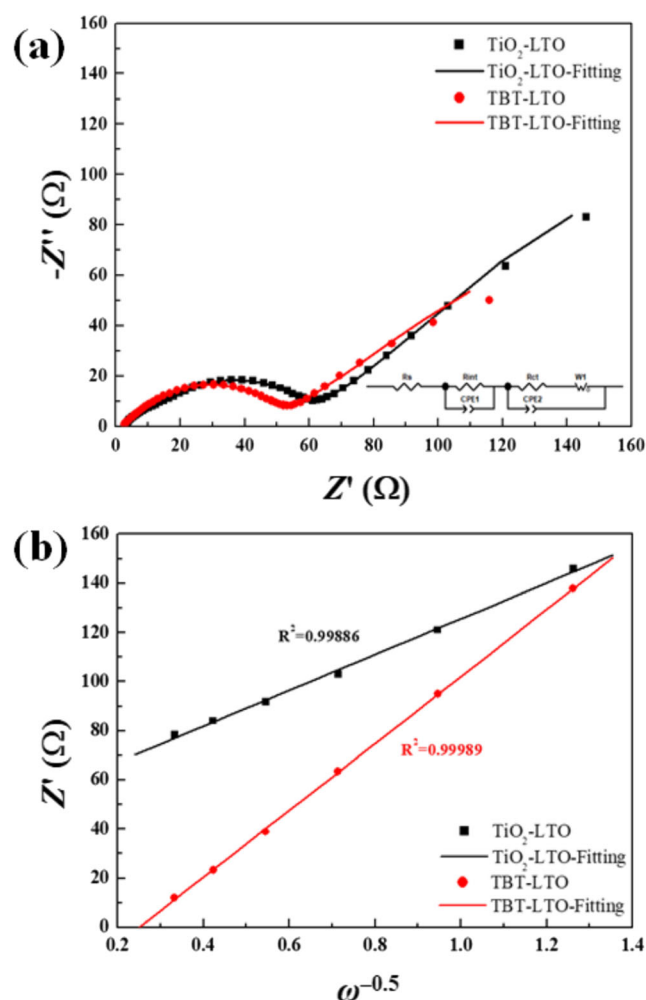 (a)
160
140
120
100
80
60
40
20
0
-Z'' (Ω)
TiO2-LTO
TiO2-LTO-Fitting
TBT-LTO
TBT-LTO-Fitting
Rs Rint Rct W1
CPE1 CPE2
0 20 40 60 80 100 120 140 160
Z' (Ω)
(b)
160
140
120
100
80
60
40
20
0
Z' (Ω)
R²=0.99886
R²=0.99989
TiO2-LTO
TiO2-LTO-Fitting
TBT-LTO
TBT-LTO-Fitting
0.2 0.4 0.6 0.8 1.0 1.2 1.4
ω−0.5